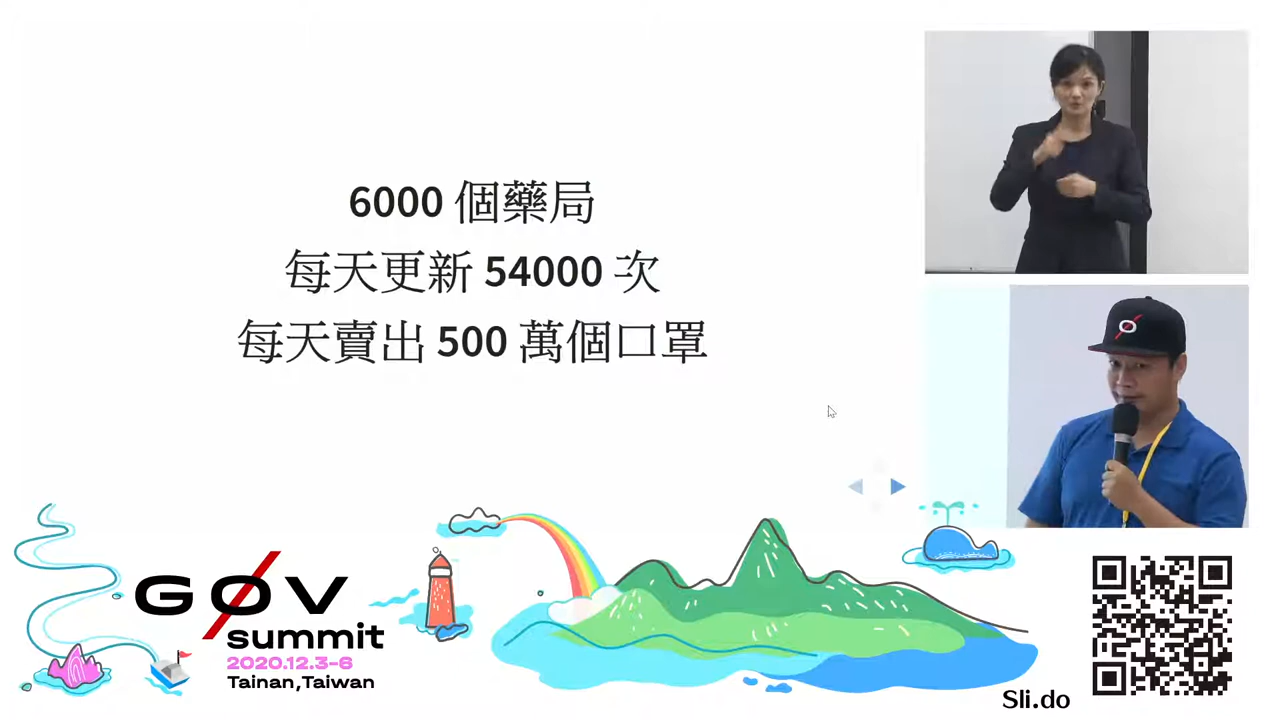 6000 個藥局
每天更新 54000 次
每天賣出 500 萬個口罩
GØV
summit
2020.12.3-6
Tainan,Taiwan
Sli.do